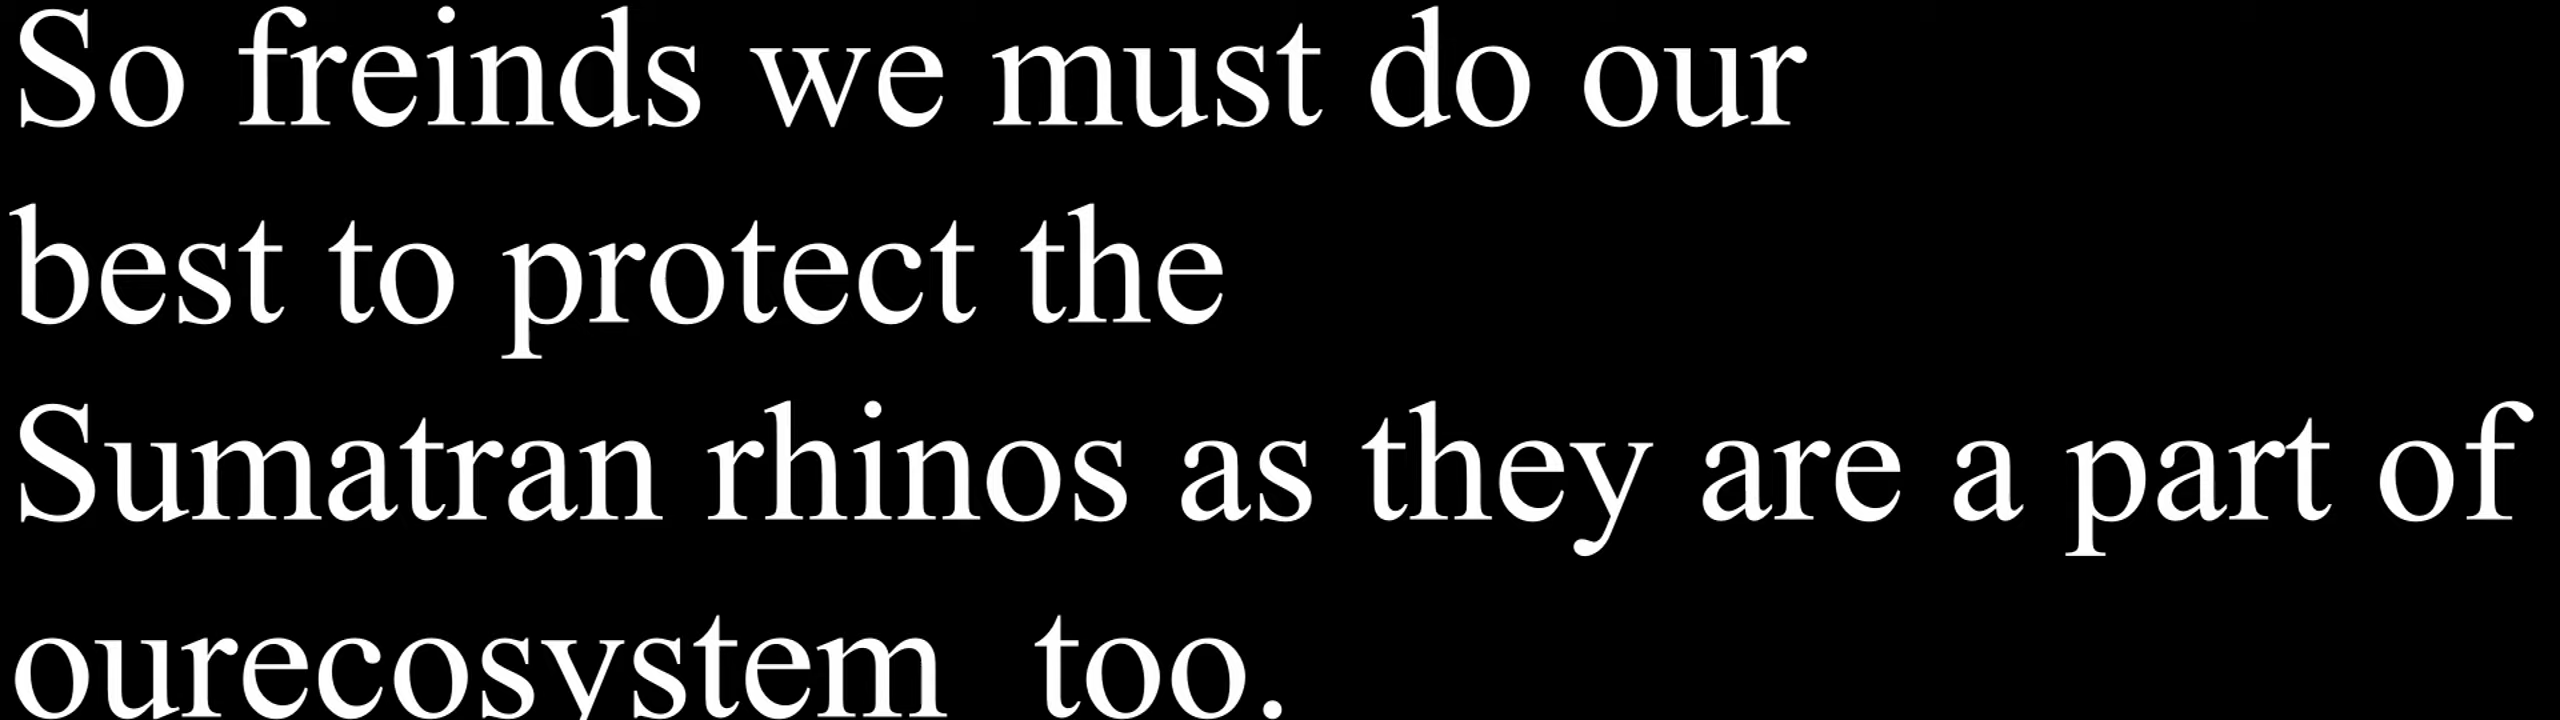 So freinds we must do our
best to protect the
Sumatran rhinos as they are a part of
ourecosystem  too.